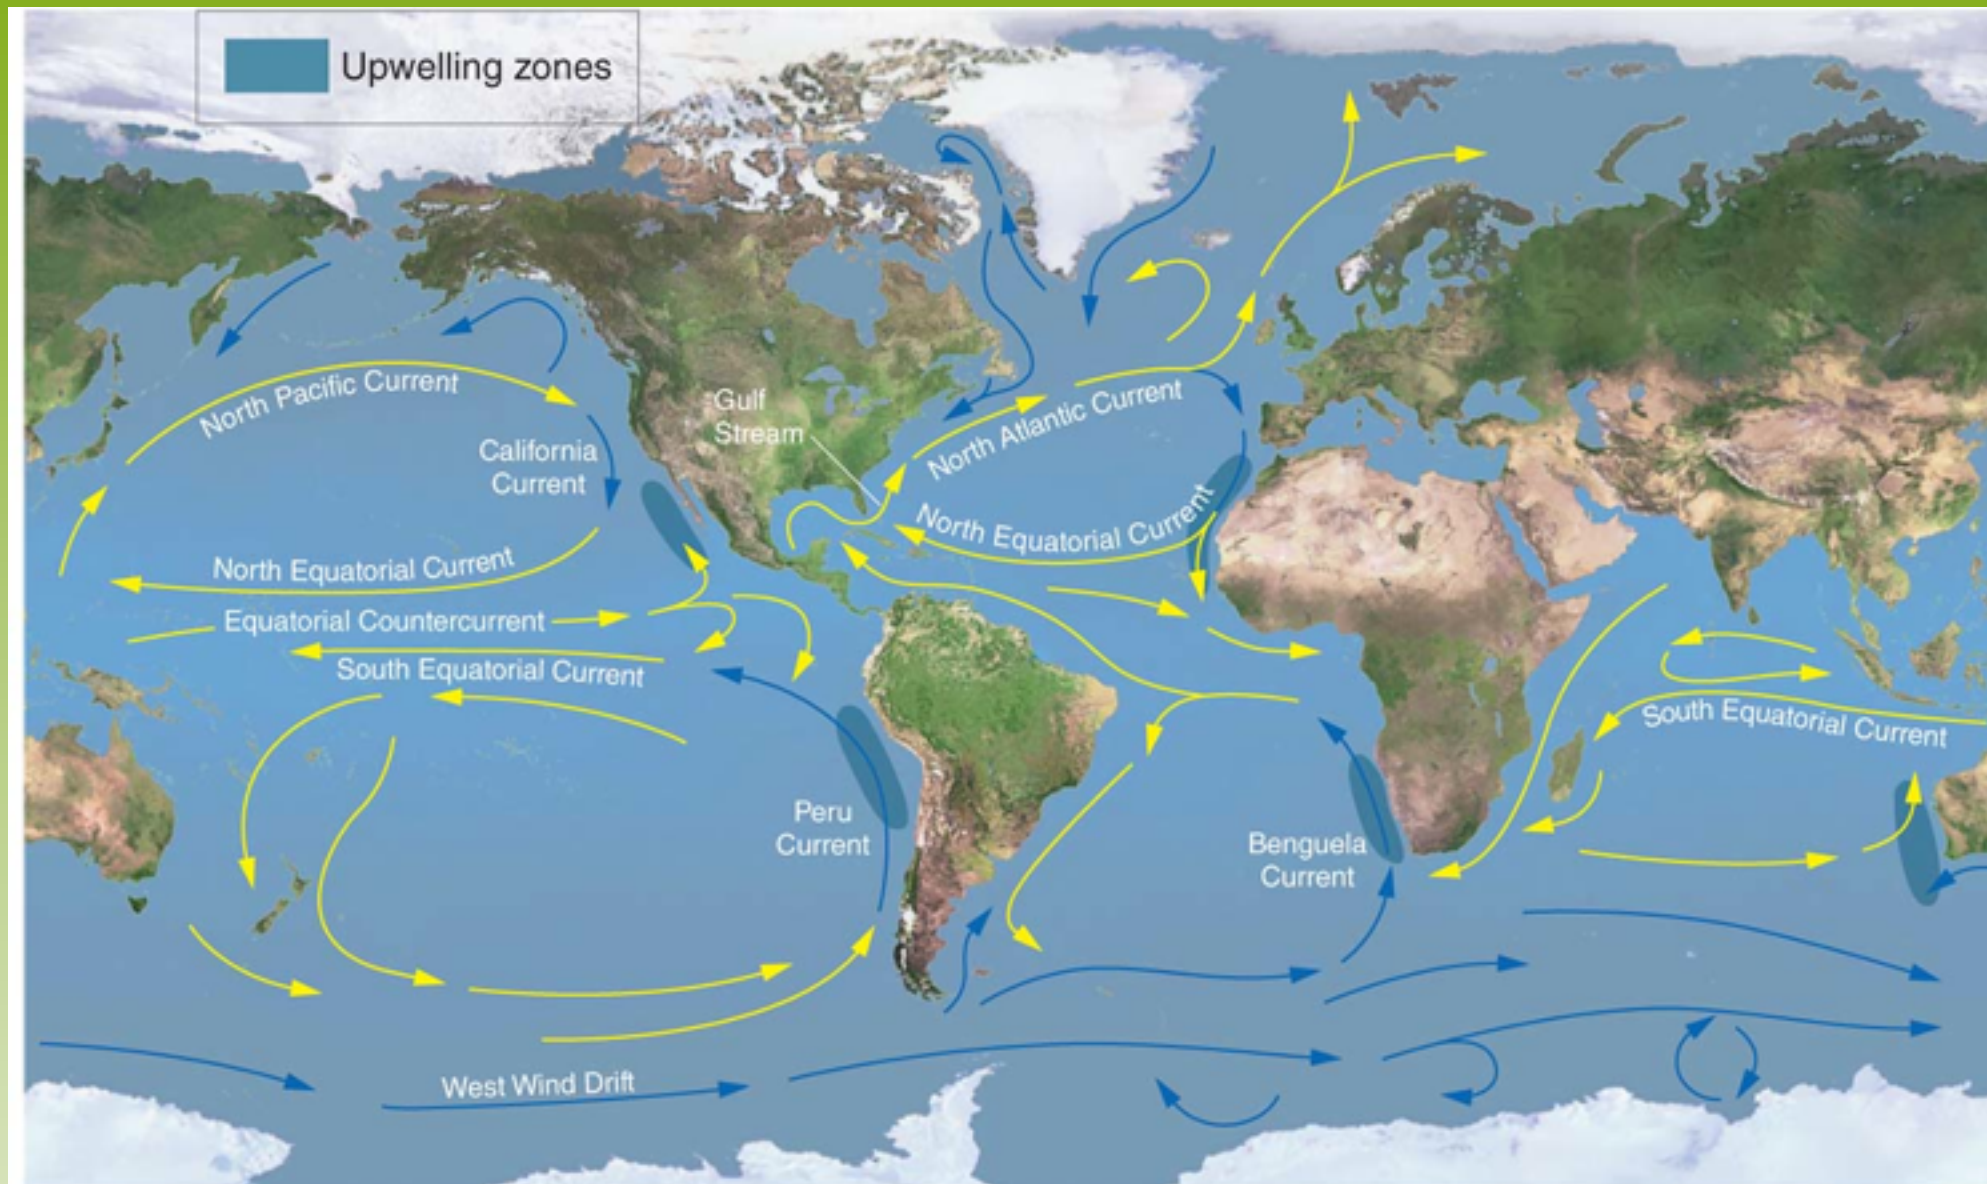 Upwelling zones
North Pacific Current
Gulf
Stream
North Atlantic Current
California
Current
North Equatorial Current
North Equatorial Current
Equatorial Countercurrent
South Equatorial Current
South Equatorial Current
Peru
Current
Benguela
Current
West Wind Drift